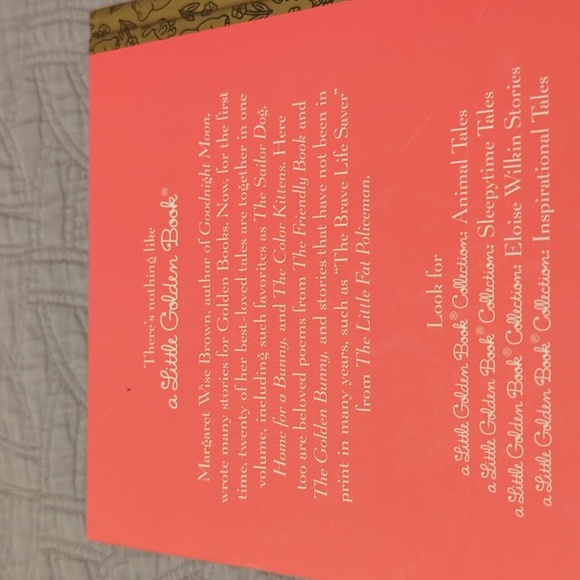 There's nothing like
a Little Golden Book®
Margaret Wise Brown, author of Goodnight Moon,
wrote many stories for Golden Books. Now, for the first
time, twenty of her best-loved tales are together in one
volume, including such favorites as The Sailor Dog,
Home for a Bunny, and The Color Kittens. Here
too are beloved poems from The Friendly Book and
The Golden Bunny, and stories that have not been in
print in many years, such as "The Brave Life Saver"
from The Little Fat Policeman.
Look for
a Little Golden Book® Collection: Animal Tales
a Little Golden Book® Collection: Sleepytime Tales
a Little Golden Book® Collection: Eloise Wilkin Stories
a Little Golden Book® Collection: Inspirational Tales